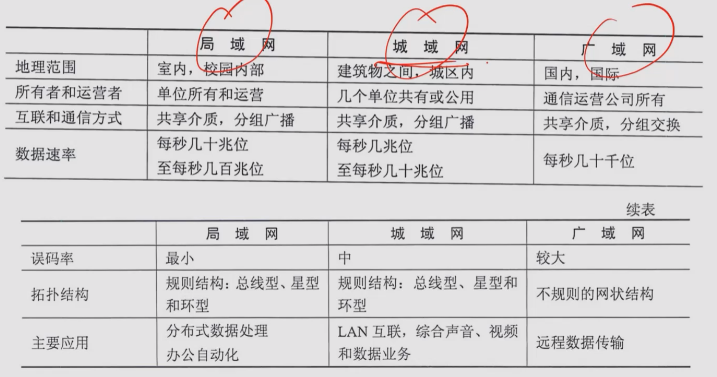 局 域 网 城 域 网 广 域 网
地理范围 室内，校园内部 建筑物之间，城区内 国内，国际
所有者和运营者 单位所有和运营 几个单位共有或公用 通信运营公司所有
互联和通信方式 共享介质，分组广播 共享介质，分组广播 共享介质，分组交换
数据速率 每秒几十兆位 每秒几兆位 每秒几十千位
至每秒几百兆位 至每秒几十兆位
续表
局 域 网 城 域 网 广 域 网
误码率 最小 中 较大
拓扑结构 规则结构：总线型、星型 规则结构：总线型、星型和 不规则的网状结构
和环型 环型
主要应用 分布式数据处理 LAN 互联，综合声音、视频 远程数据传输
办公自动化 和数据业务